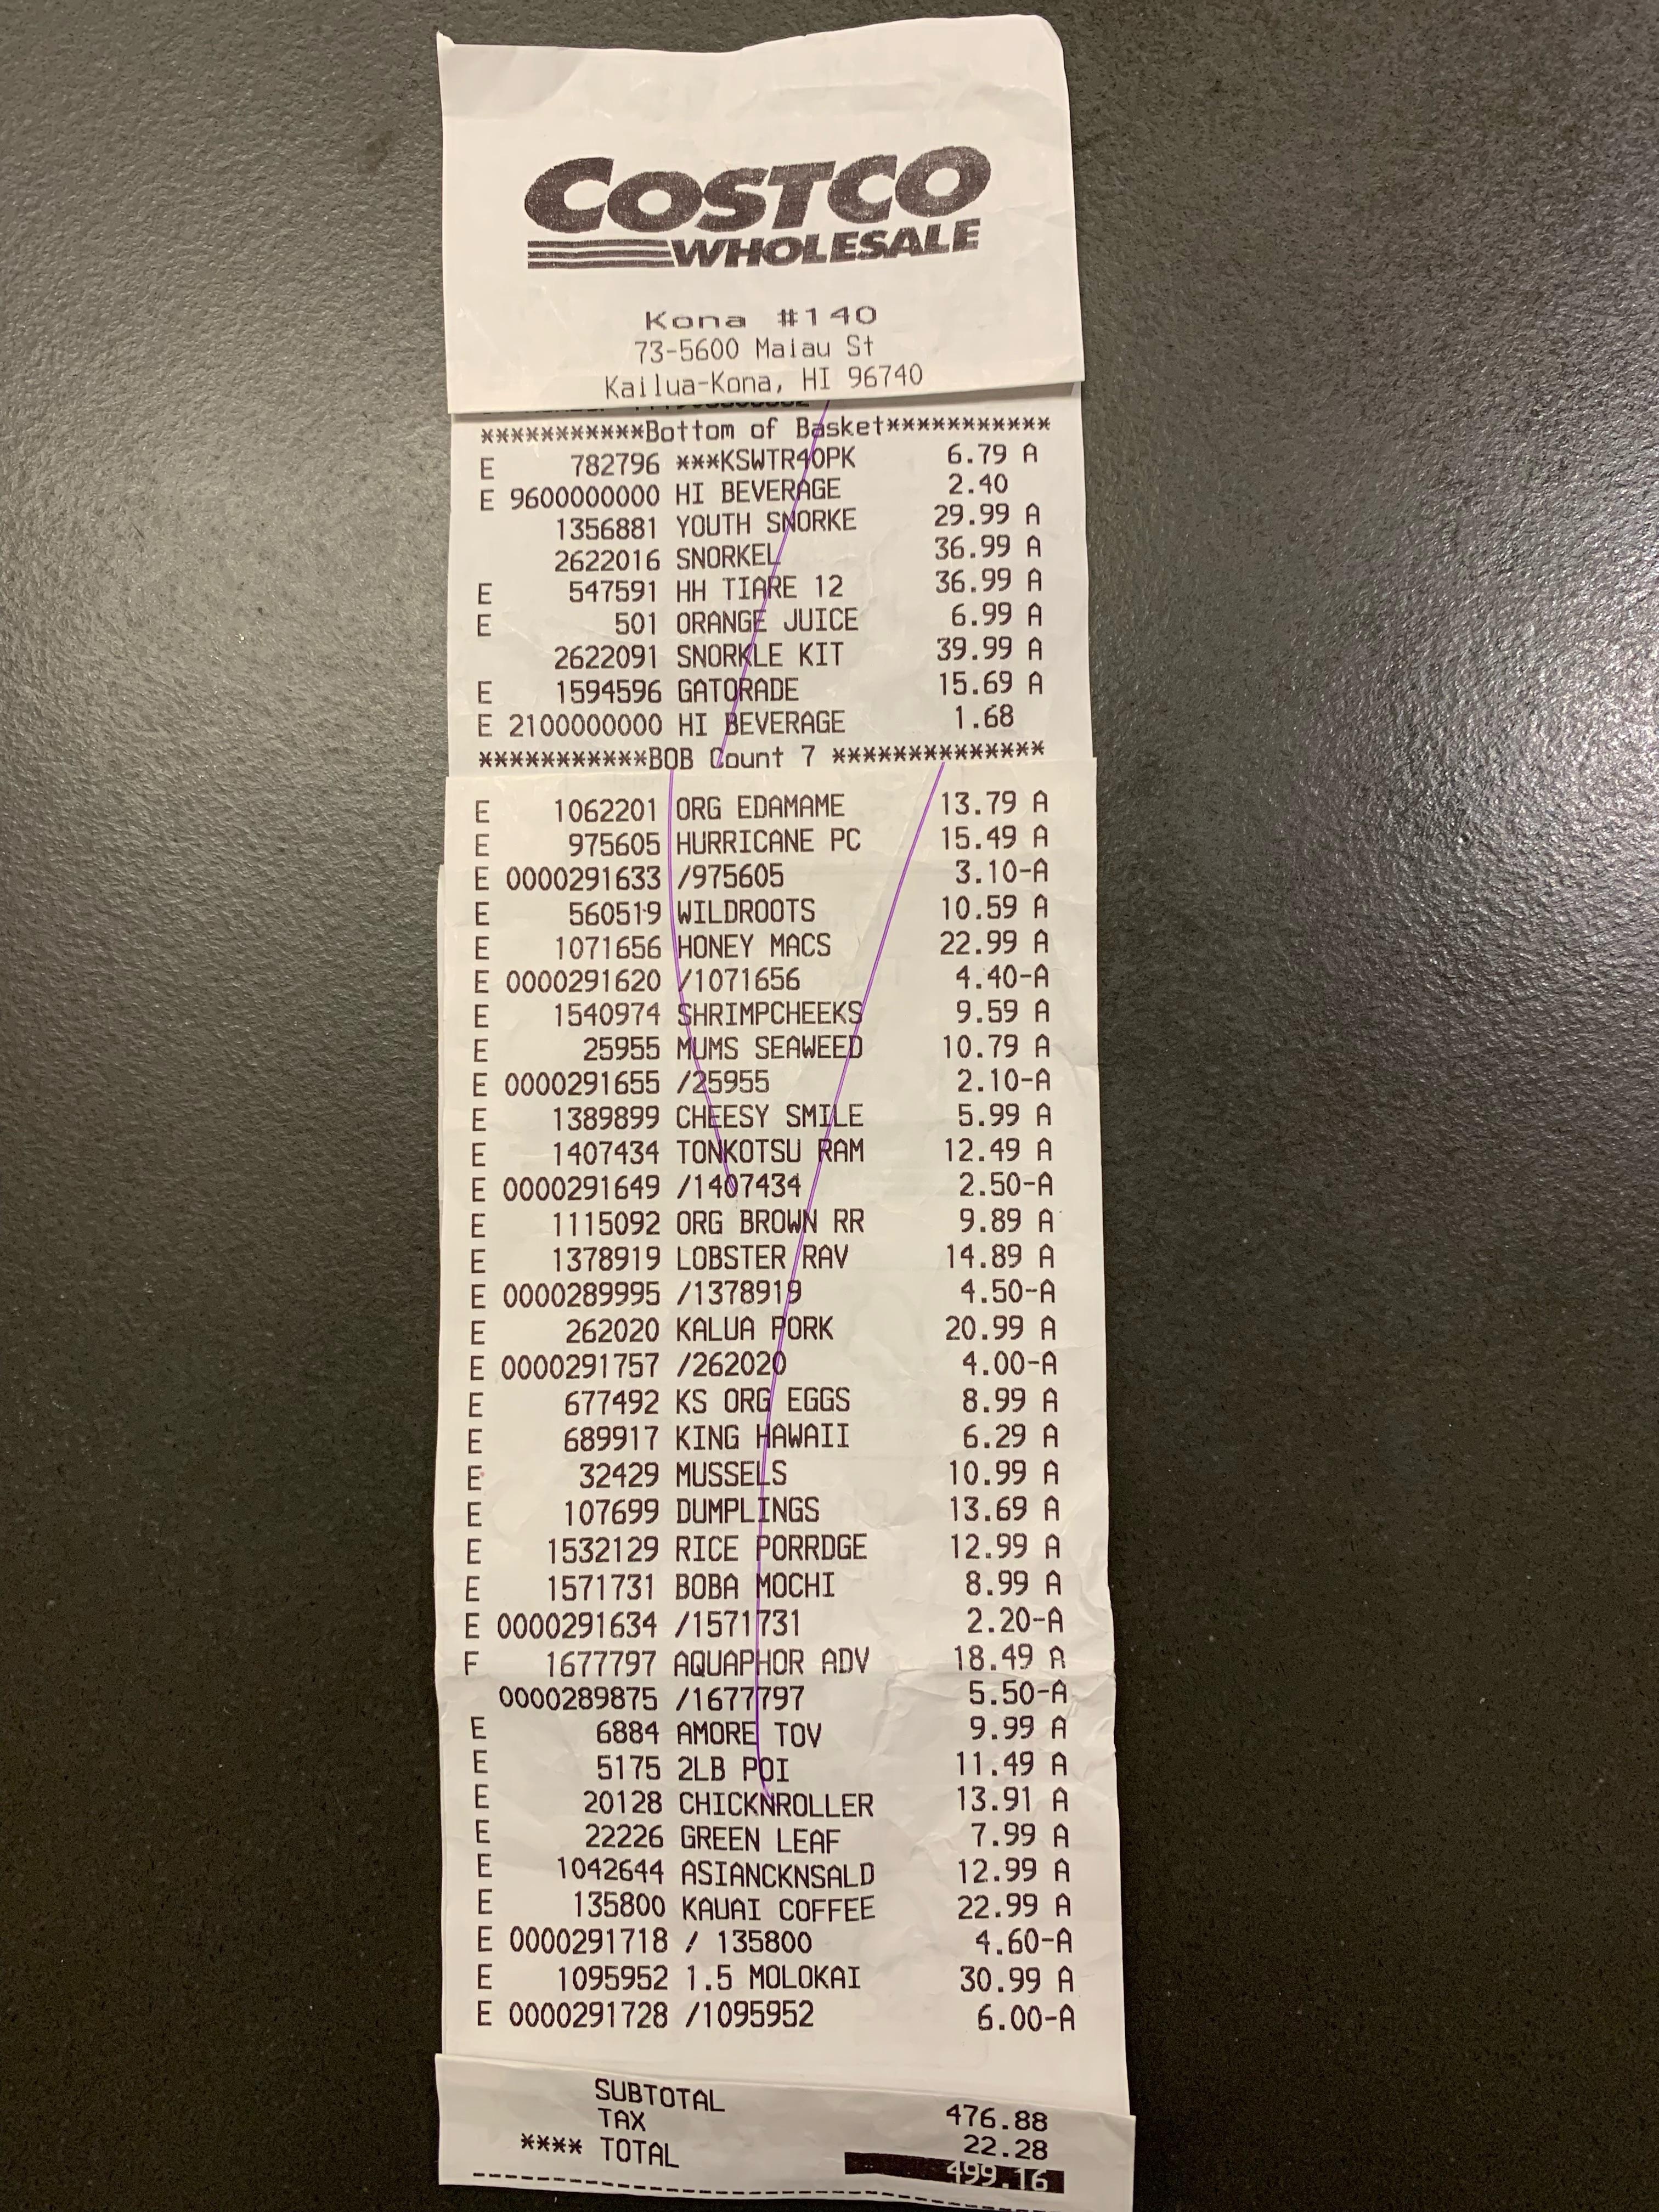 COSTCO
WHOLESALE
Kona #140
73-5600 Maiau St
Kailua-Kona, HI 96740
***********Bottom of Basket***********
E 782796 ***KSWTR40PK 6.79 A
E 9600000000 HI BEVERAGE 2.40
1356881 YOUTH SNORKE 29.99 A
2622016 SNORKEL 36.99 A
E 547591 HH TIARE 12 36.99 A
E 501 ORANGE JUICE 6.99 A
2622091 SNORKLE KIT 39.99 A
E 1594596 GATORADE 15.69 A
E 2100000000 HI BEVERAGE 1.68
***********BOB Count 7 **************
E 1062201 ORG EDAMAME 13.79 A
E 975605 HURRICANE PC 15.49 A
E 0000291633 /975605 3.10-A
E 560519 WILDROOTS 10.59 A
E 1071656 HONEY MACS 22.99 A
E 0000291620 /1071656 4.40-A
E 1540974 SHRIMPCHEEKS 9.59 A
E 25955 MUMS SEAWEED 10.79 A
E 0000291655 /25955 2.10-A
E 1389899 CHEESY SMILE 5.99 A
E 1407434 TONKOTSU RAM 12.49 A
E 0000291649 /1407434 2.50-A
E 1115092 ORG BROWN RR 9.89 A
E 1378919 LOBSTER RAV 14.89 A
E 0000289995 /1378919 4.50-A
E 262020 KALUA PORK 20.99 A
E 0000291757 /262020 4.00-A
E 677492 KS ORG EGGS 8.99 A
E 689917 KING HAWAII 6.29 A
E 32429 MUSSELS 10.99 A
E 107699 DUMPLINGS 13.69 A
E 1532129 RICE PORRDGE 12.99 A
E 1571731 BOBA MOCHI 8.99 A
E 0000291634 /1571731 2.20-A
F 1677797 AQUAPHOR ADV 18.49 A
0000289875 /1677797 5.50-A
E 6884 AMORE TOV 9.99 A
E 5175 2LB POI 11.49 A
E 20128 CHICKNROLLER 13.91 A
E 22226 GREEN LEAF 7.99 A
E 1042644 ASIANCKNSALD 12.99 A
E 135800 KAUAI COFFEE 22.99 A
E 0000291718 / 135800 4.60-A
E 1095952 1.5 MOLOKAI 30.99 A
E 0000291728 /1095952 6.00-A
SUBTOTAL 476.88
TAX 22.28
**** TOTAL 499.16